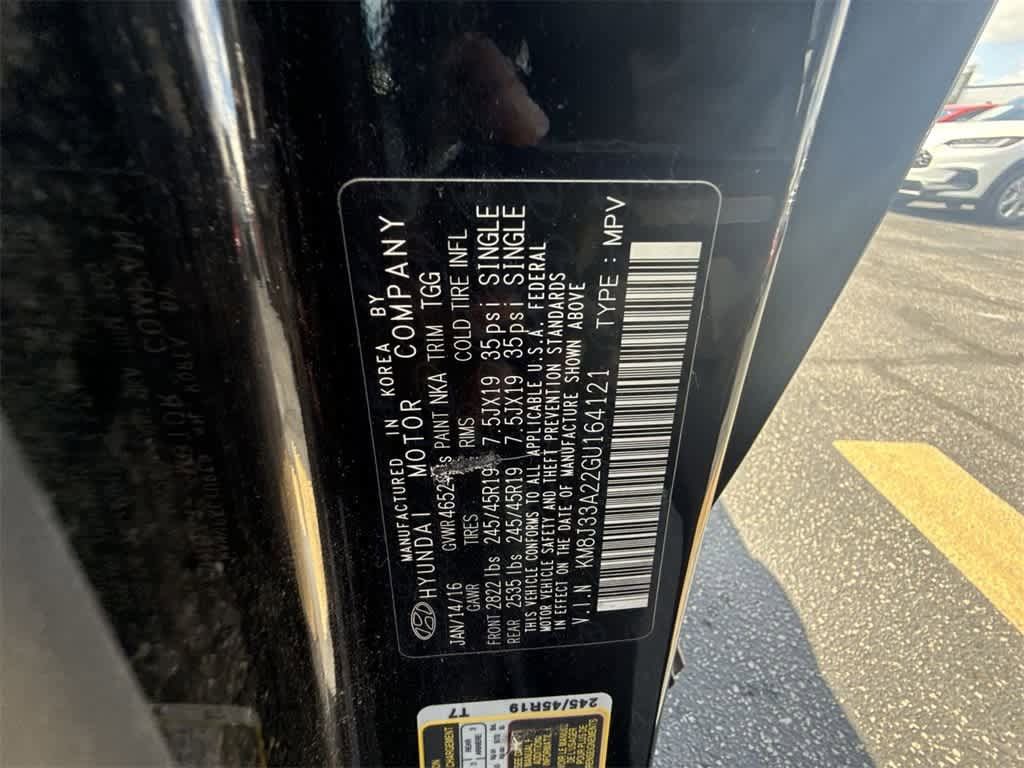 MANUFACTURED IN KOREA BY
HYUNDAI MOTOR COMPANY
JAN/14/16 PAINT NKA TRIM TGG
GAWR TIRES RIMS COLD TIRE INFL
FRONT 2822 lbs 245/45R19 7.5JX19 35psi SINGLE
REAR 2535 lbs 245/45R19 7.5JX19 35psi SINGLE
THIS VEHICLE CONFORMS TO ALL APPLICABLE U.S.A. FEDERAL
MOTOR VEHICLE SAFETY AND THEFT PREVENTION STANDARDS
IN EFFECT ON THE DATE OF MANUFACTURE SHOWN ABOVE
VIN KM8J33A22GU164121 TYPE : MPV
245/45R19
T7